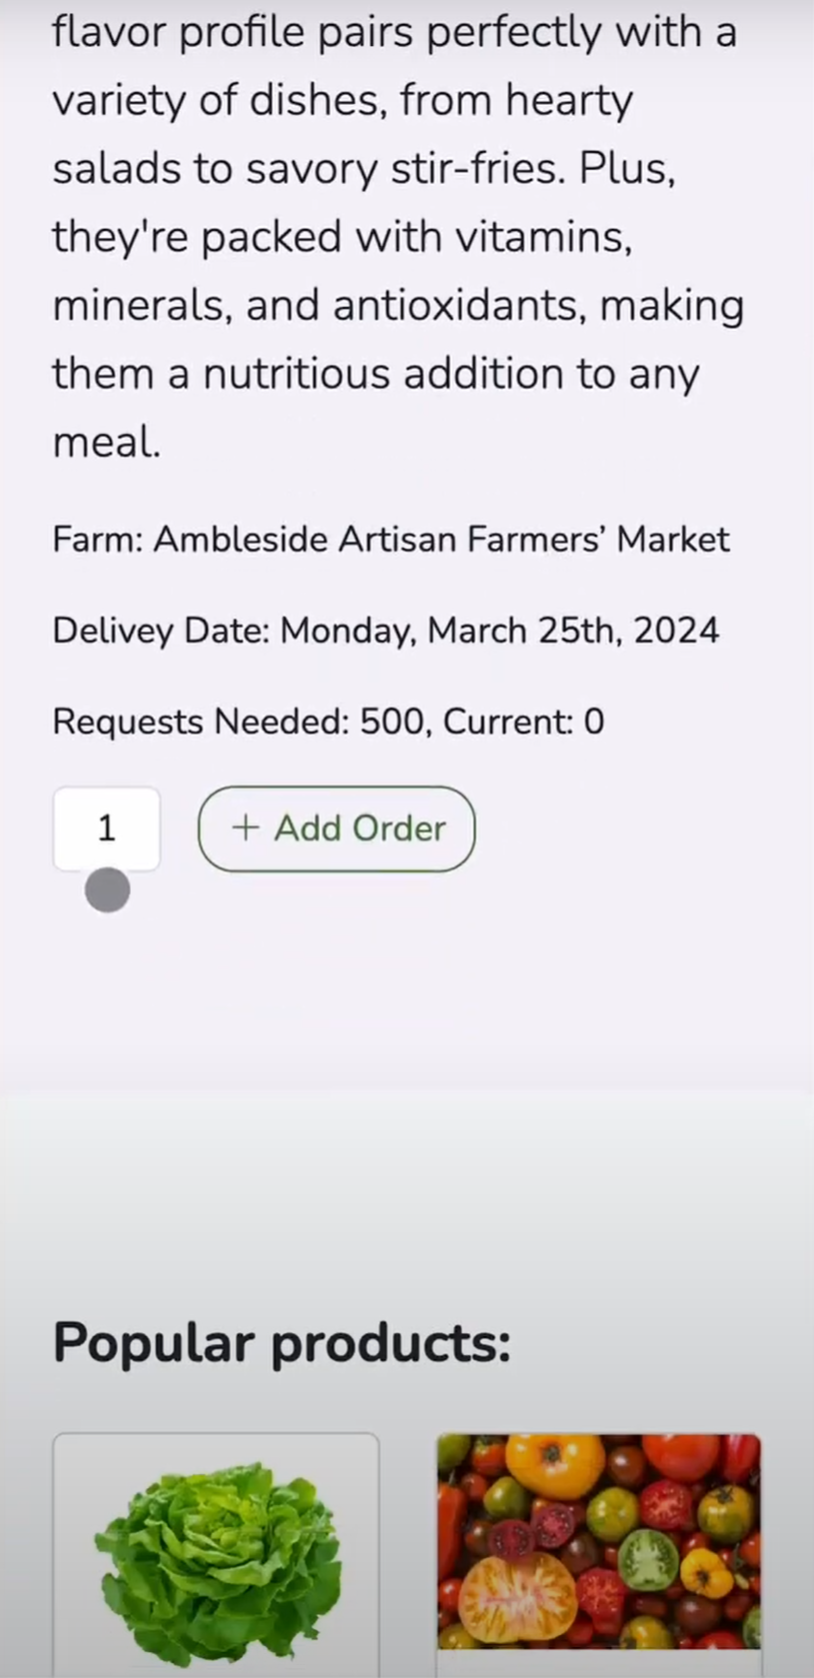 flavor profile pairs perfectly with a
variety of dishes, from hearty
salads to savory stir-fries. Plus,
they're packed with vitamins,
minerals, and antioxidants, making
them a nutritious addition to any
meal.
Farm: Ambleside Artisan Farmers’ Market
Delivey Date: Monday, March 25th, 2024
Requests Needed: 500, Current: 0
1
+ Add Order
Popular products: